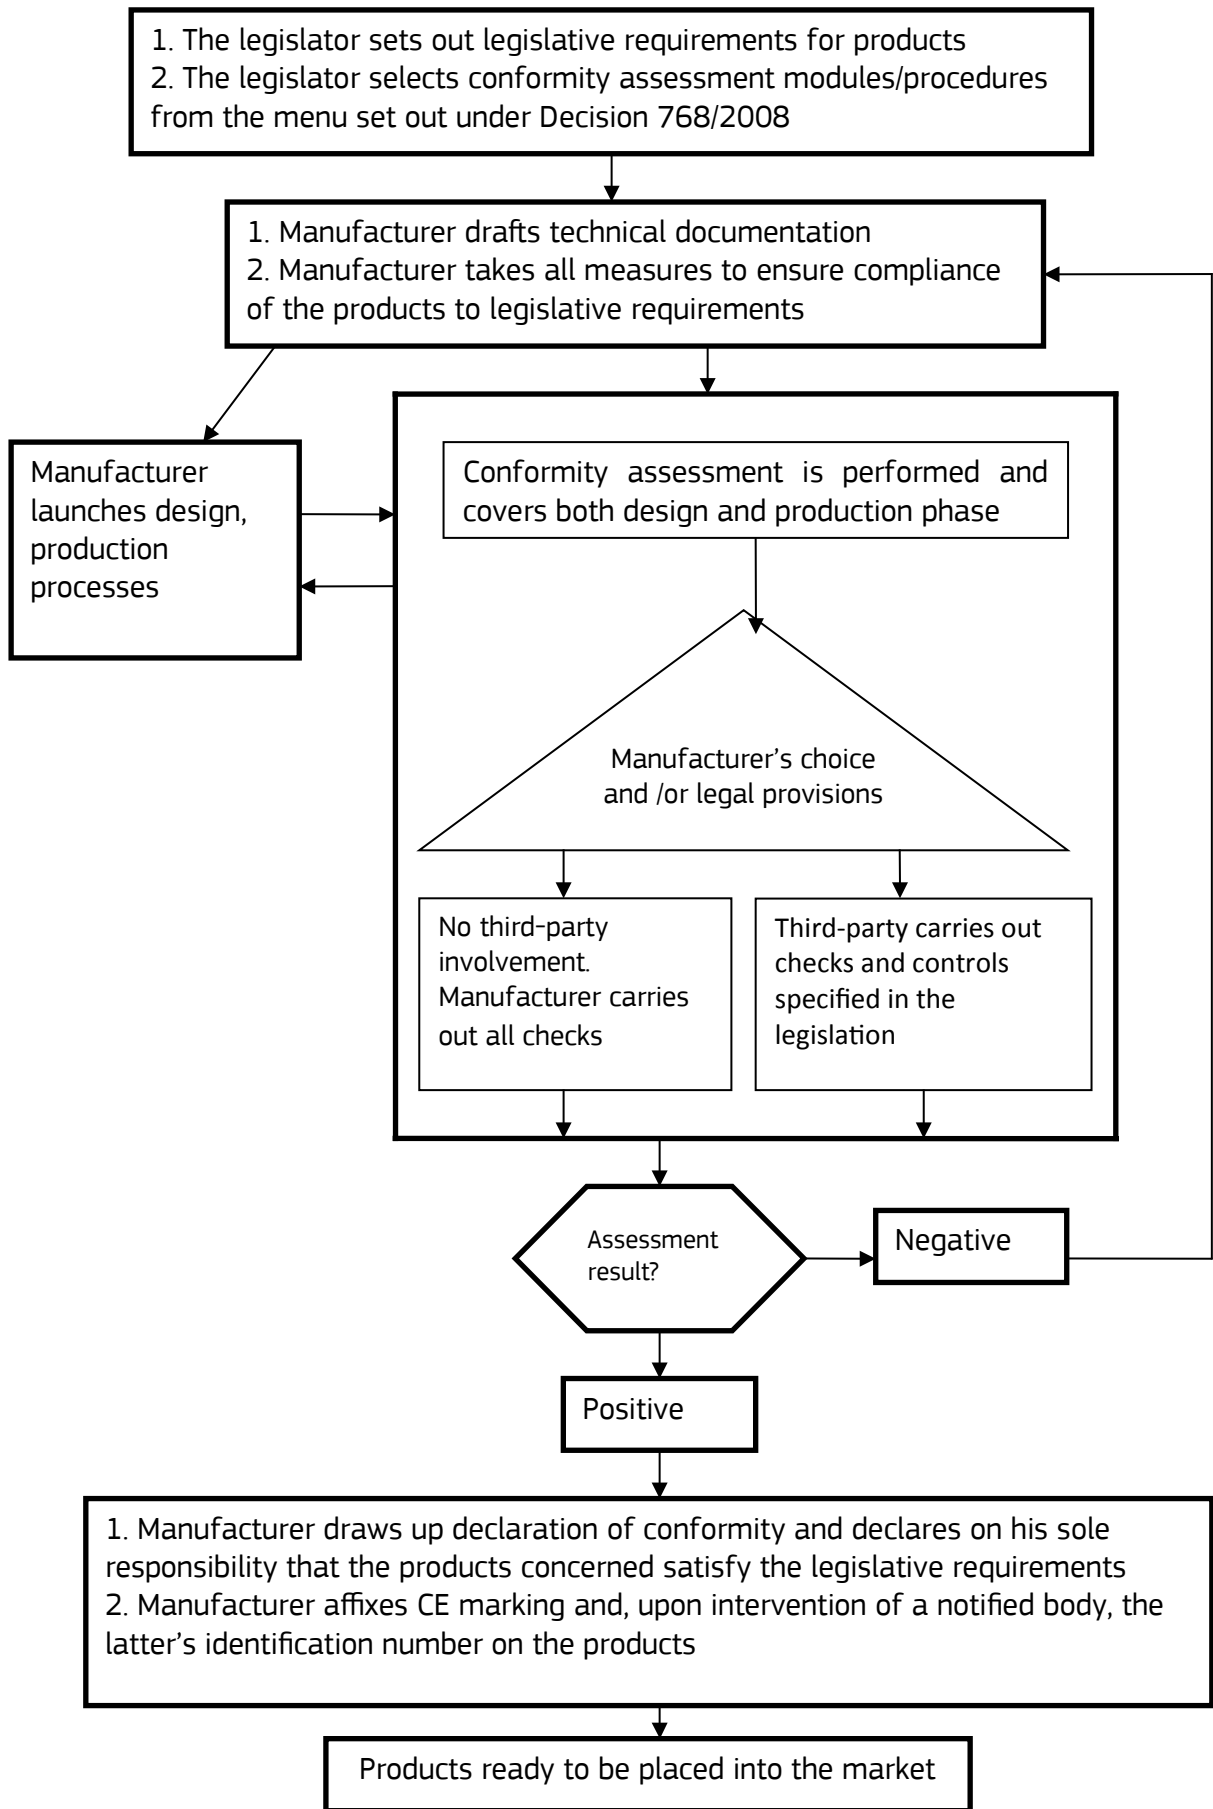 1. The legislator sets out legislative requirements for products
2. The legislator selects conformity assessment modules/procedures
from the menu set out under Decision 768/2008
1. Manufacturer drafts technical documentation
2. Manufacturer takes all measures to ensure compliance
of the products to legislative requirements
Manufacturer
launches design,
production
processes
Conformity assessment is performed and
covers both design and production phase
Manufacturer’s choice
and /or legal provisions
No third-party
involvement.
Manufacturer carries
out all checks
Third-party carries out
checks and controls
specified in the
legislation
Assessment
result?
Negative
Positive
1. Manufacturer draws up declaration of conformity and declares on his sole
responsibility that the products concerned satisfy the legislative requirements
2. Manufacturer affixes CE marking and, upon intervention of a notified body, the
latter’s identification number on the products
Products ready to be placed into the market